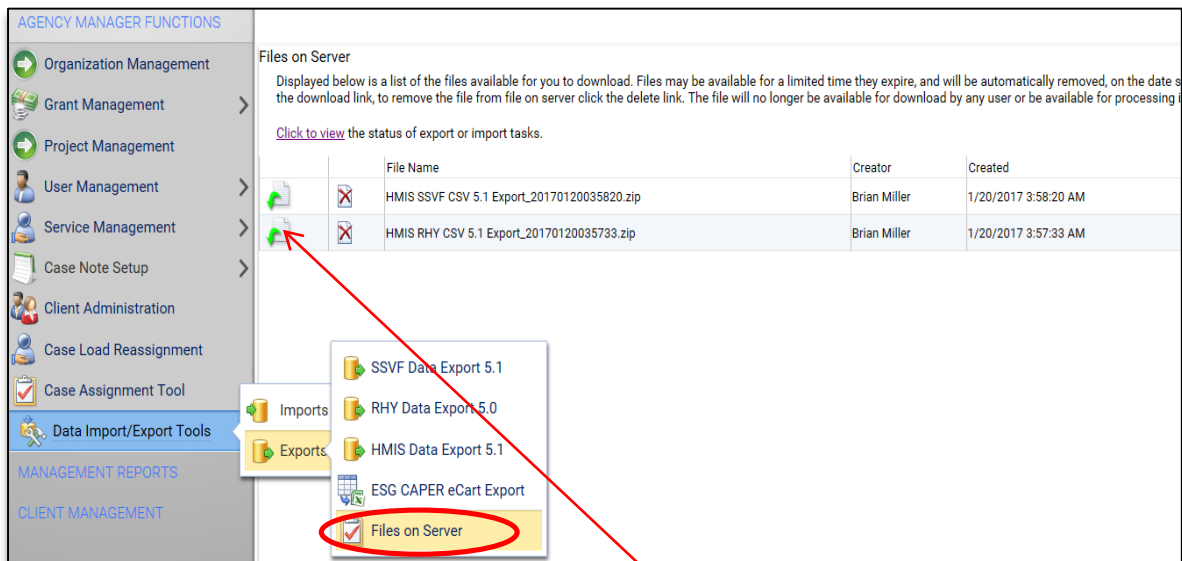 AGENCY MANAGER FUNCTIONS
Organization Management
Grant Management
Project Management
User Management
Service Management
Case Note Setup
Client Administration
Case Load Reassignment
Case Assignment Tool
Data Import/Export Tools
MANAGEMENT REPORTS
CLIENT MANAGEMENT
Files on Server
Displayed below is a list of the files available for you to download. Files may be available for a limited time they expire, and will be automatically removed, on the date s
the download link, to remove the file from file on server click the delete link. The file will no longer be available for download by any user or be available for processing i
Click to view the status of export or import tasks.
File Name Creator Created
HMIS SSVF CSV 5.1 Export_20170120035820.zip Brian Miller 1/20/2017 3:58:20 AM
HMIS RHY CSV 5.1 Export_20170120035733.zip Brian Miller 1/20/2017 3:57:33 AM
Imports
Exports
SSVF Data Export 5.1
RHY Data Export 5.0
HMIS Data Export 5.1
ESG CAPER eCart Export
Files on Server